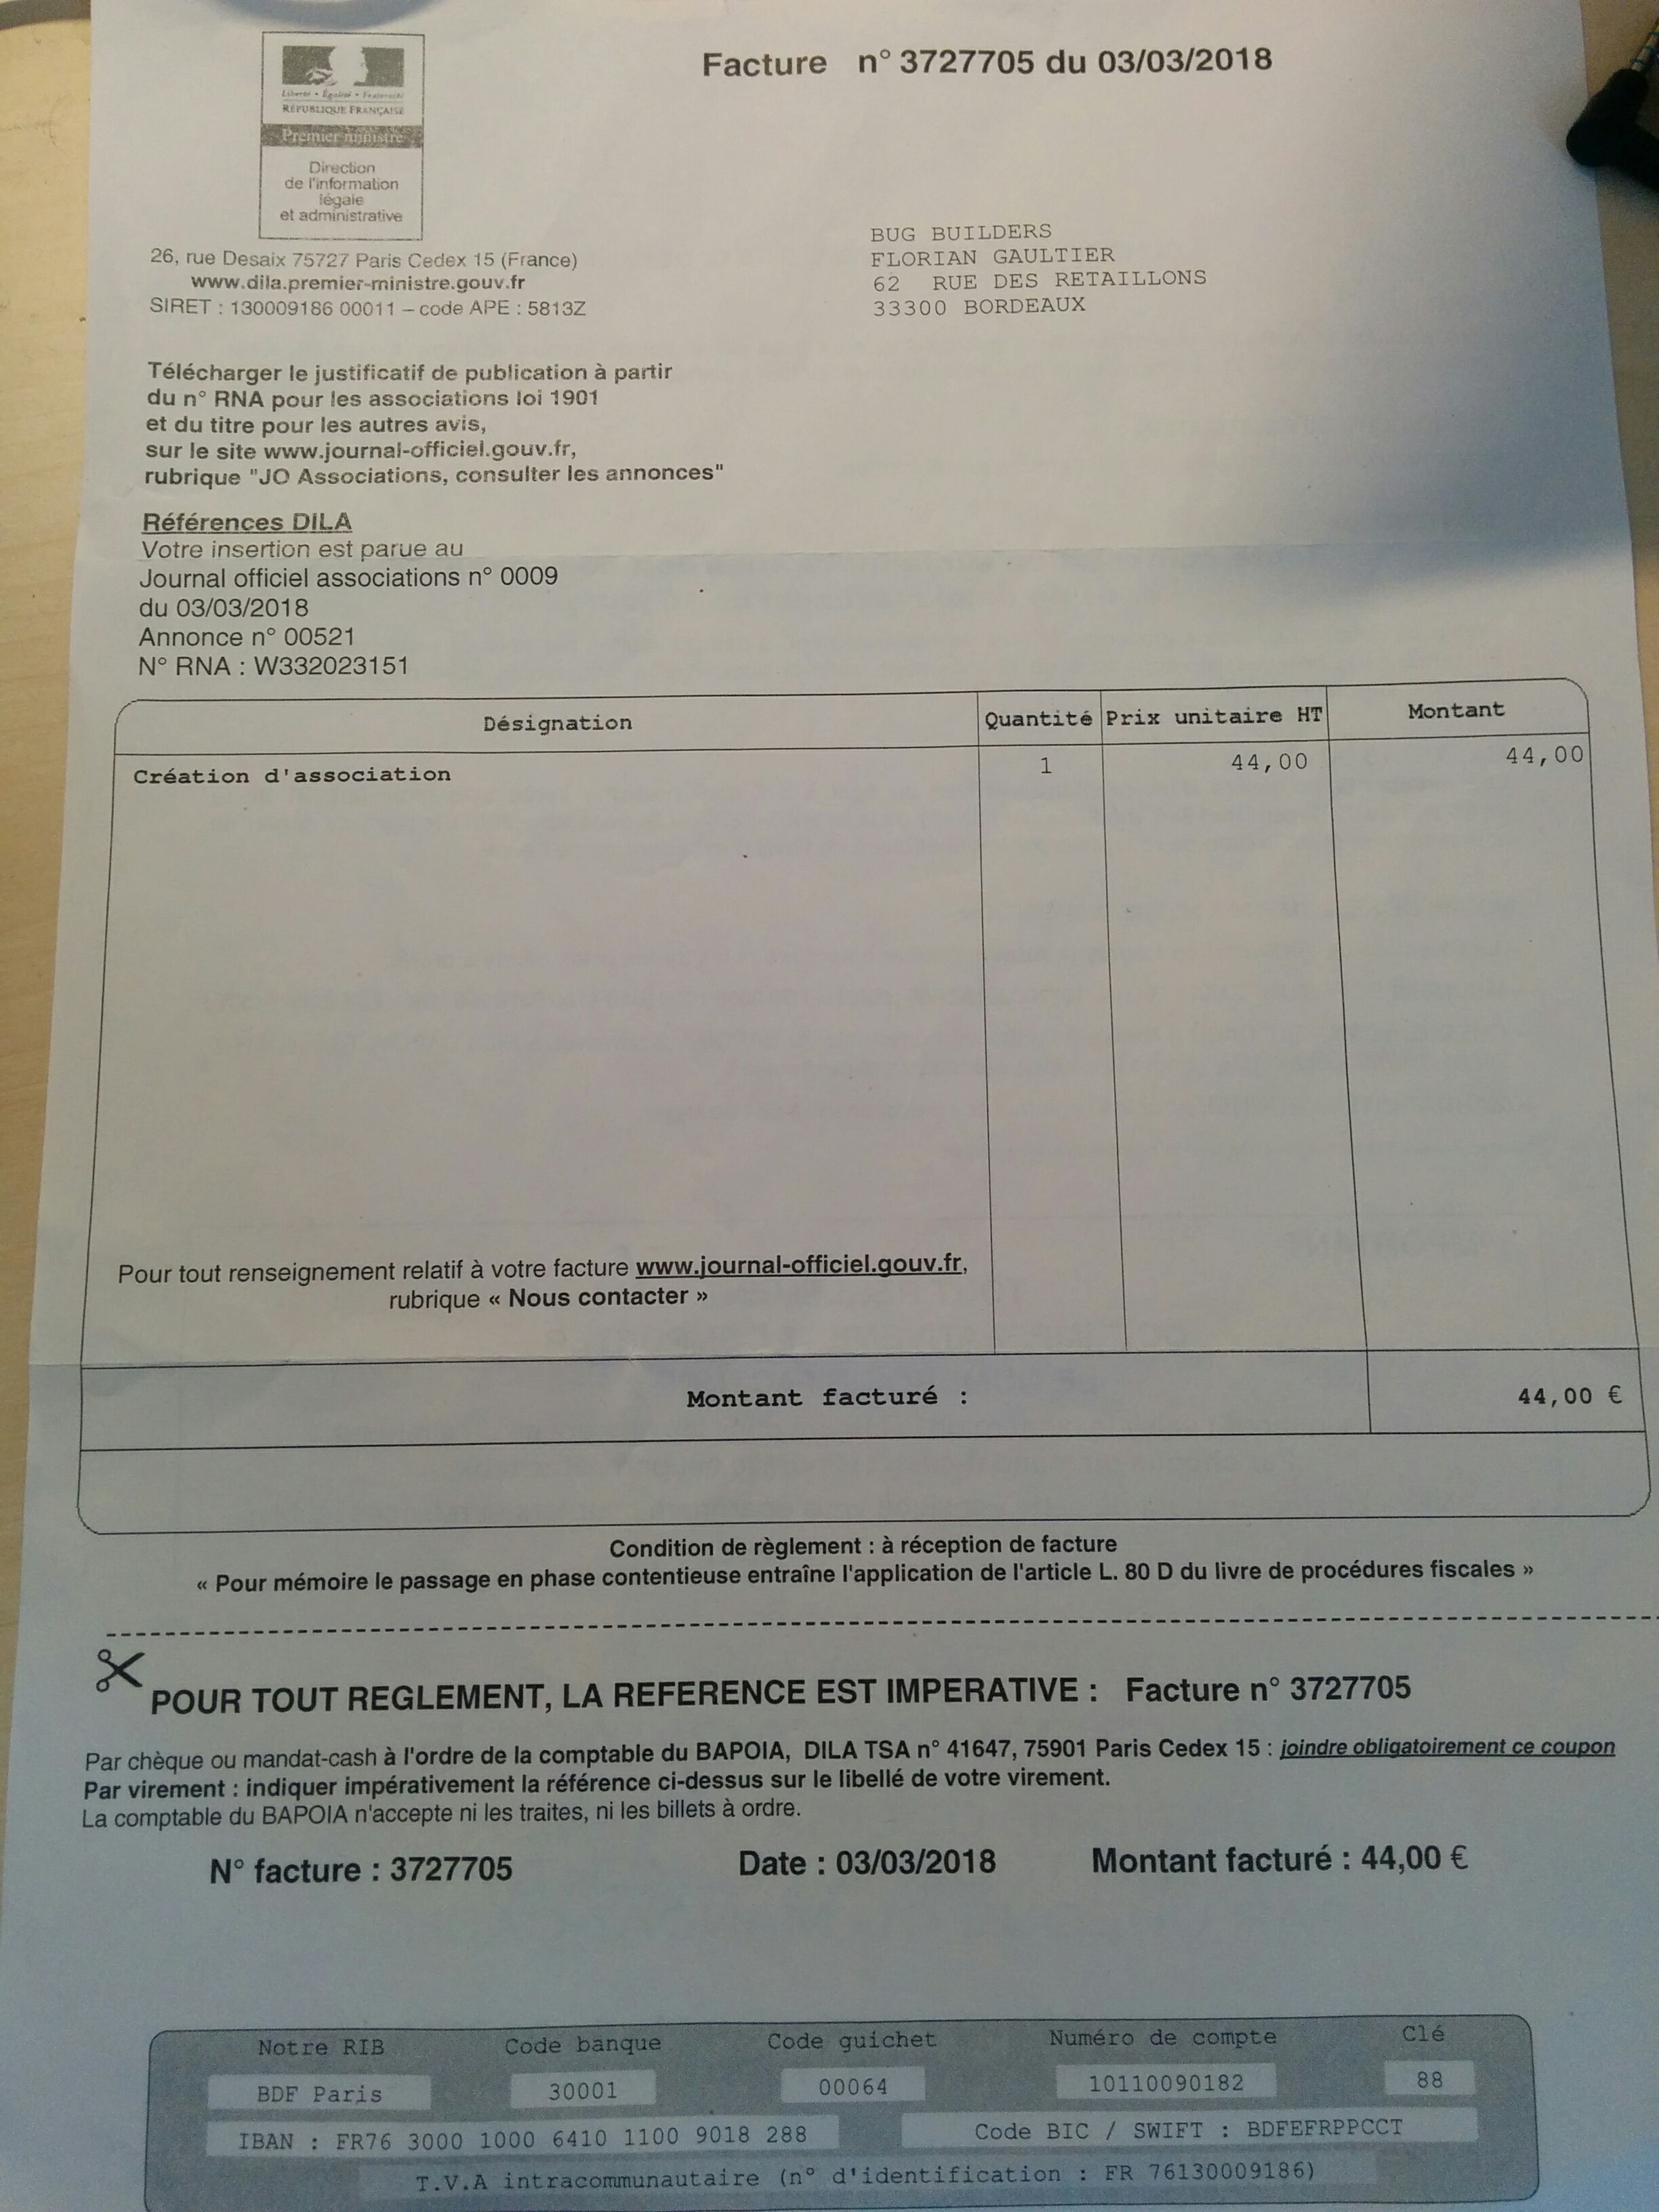 Facture n° 3727705 du 03/03/2018
Liberté • Égalité • Fraternité
RÉPUBLIQUE FRANÇAISE
Premier ministre
Direction
de l'information
légale
et administrative
26, rue Desaix 75727 Paris Cedex 15 (France)
www.dila.premier-ministre.gouv.fr
SIRET : 130009186 00011 – code APE : 5813Z
BUG BUILDERS
FLORIAN GAULTIER
62 RUE DES RETAILLONS
33300 BORDEAUX
Télécharger le justificatif de publication à partir
du n° RNA pour les associations loi 1901
et du titre pour les autres avis,
sur le site www.journal-officiel.gouv.fr,
rubrique "JO Associations, consulter les annonces"
Références DILA
Votre insertion est parue au
Journal officiel associations n° 0009
du 03/03/2018
Annonce n° 00521
N° RNA : W332023151
Désignation Quantité Prix unitaire HT Montant
Création d'association 1 44,00 44,00
Pour tout renseignement relatif à votre facture www.journal-officiel.gouv.fr,
rubrique « Nous contacter »
Montant facturé : 44,00 €
Condition de règlement : à réception de facture
« Pour mémoire le passage en phase contentieuse entraîne l'application de l'article L. 80 D du livre de procédures fiscales »
POUR TOUT REGLEMENT, LA REFERENCE EST IMPERATIVE : Facture n° 3727705
Par chèque ou mandat-cash à l'ordre de la comptable du BAPOIA, DILA TSA n° 41647, 75901 Paris Cedex 15 : joindre obligatoirement ce coupon
Par virement : indiquer impérativement la référence ci-dessus sur le libellé de votre virement.
La comptable du BAPOIA n'accepte ni les traites, ni les billets à ordre.
N° facture : 3727705 Date : 03/03/2018 Montant facturé : 44,00 €
Notre RIB Code banque Code guichet Numéro de compte Clé
BDF Paris 30001 00064 10110090182 88
IBAN : FR76 3000 1000 6410 1100 9018 288 Code BIC / SWIFT : BDFEFRPPCCT
T.V.A intracommunautaire (n° d'identification : FR 76130009186)